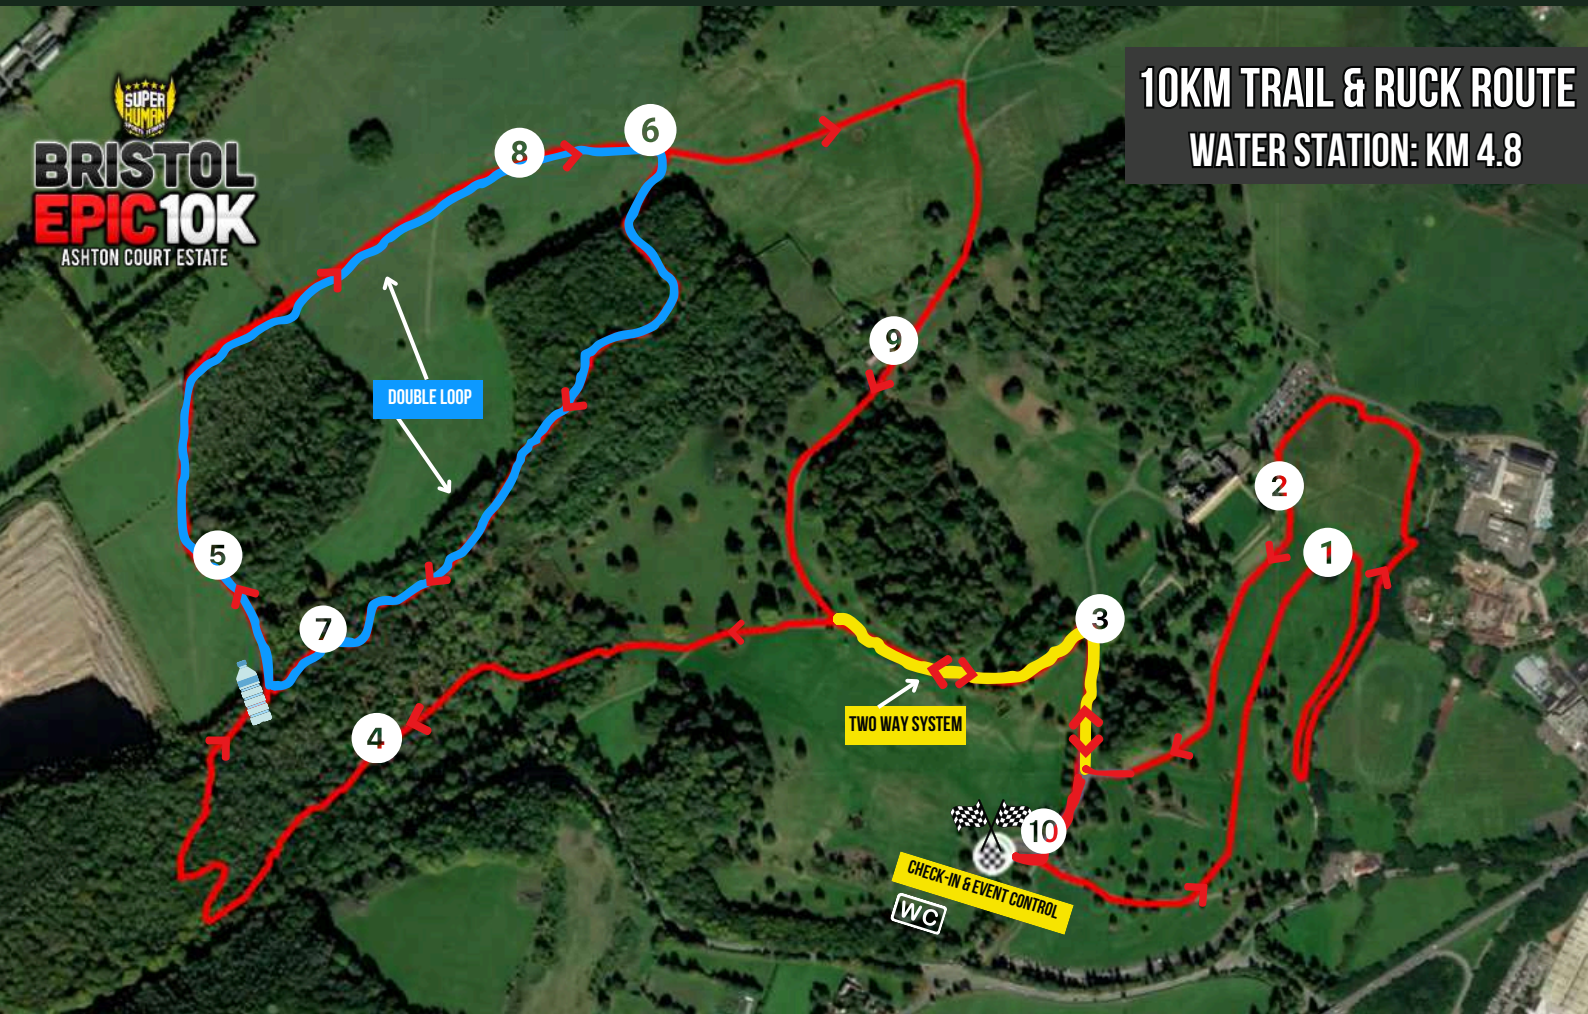 10KM TRAIL & RUCK ROUTE
WATER STATION: KM 4.8
SUPER
HUMAN
BRISTOL
EPIC10K
ASHTON COURT ESTATE
8
6
9
DOUBLE LOOP
2
1
5
7
3
TWO WAY SYSTEM
4
10
CHECK-IN & EVENT CONTROL
WC